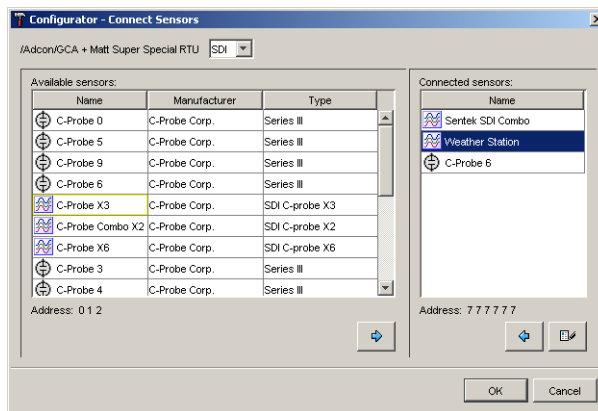 Configurator - Connect Sensors
/Adcon/GCA + Matt Super Special RTU SDI
Available sensors:
Name Manufacturer Type
C-Probe 0 C-Probe Corp. Series III
C-Probe 5 C-Probe Corp. Series III
C-Probe 9 C-Probe Corp. Series III
C-Probe 6 C-Probe Corp. Series III
C-Probe X3 C-Probe Corp. SDI C-probe X3
C-Probe Combo X2 C-Probe Corp. SDI C-probe X2
C-Probe X6 C-Probe Corp. SDI C-probe X6
C-Probe 3 C-Probe Corp. Series III
C-Probe 4 C-Probe Corp. Series III
Address: 0 1 2
Connected sensors:
Name
Sentek SDI Combo
Weather Station
C-Probe 6
Address: 7 7 7 7 7 7
OK Cancel